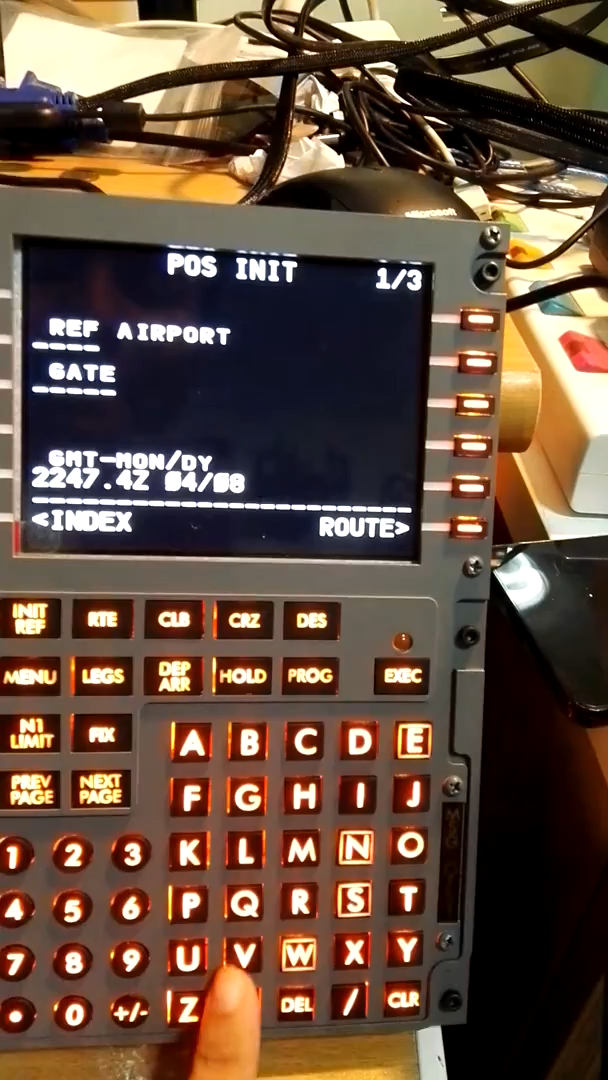 Microsoft
POS INIT 1/3
REF AIRPORT
-----
GATE
-----
GMT-MON/DY
2247.4Z 04/08
<INDEX ROUTE>
INIT REF RTE CLB CRZ DES
MENU LEGS DEP ARR HOLD PROG EXEC
N1 LIMIT FIX
PREV PAGE NEXT PAGE
A B C D E
F G H I J
1 2 3 K L M N O
4 5 6 P Q R S T
7 8 9 U V W X Y
. 0 +/- Z DEL / CLR